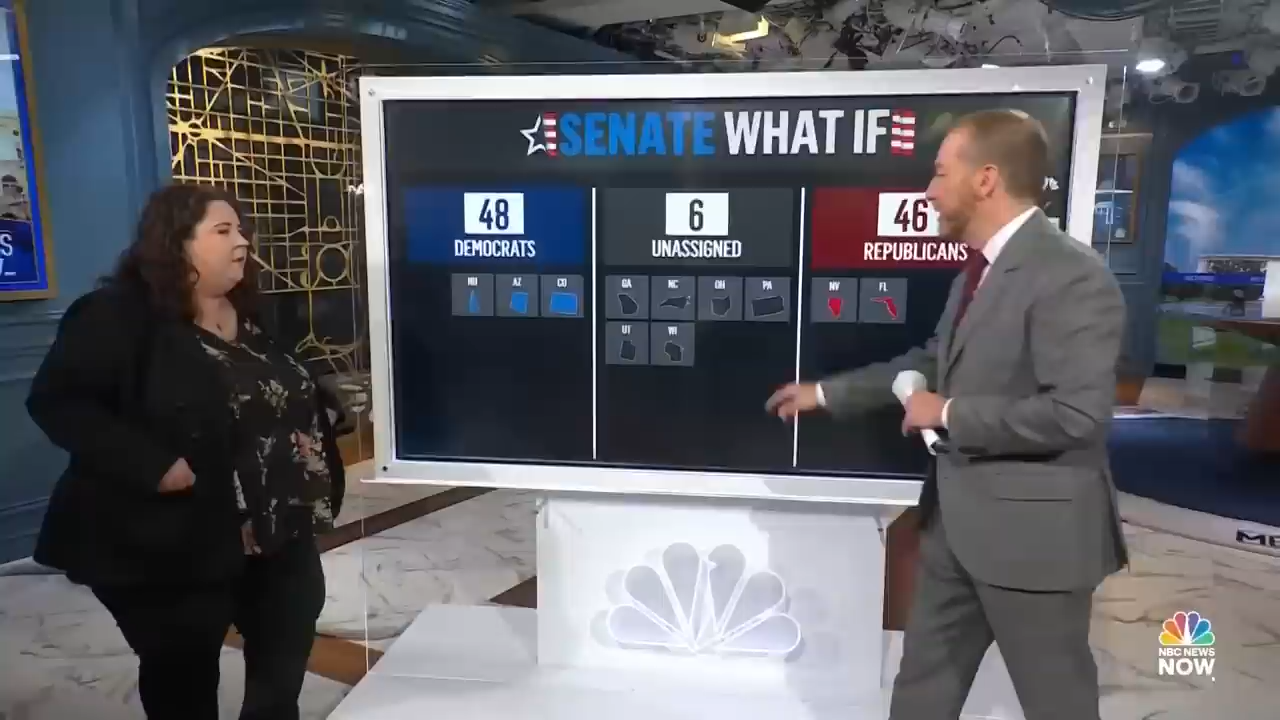 SENATE WHAT IF
48
DEMOCRATS
NH AZ CO
6
UNASSIGNED
GA NC OH PA
UT WI
46
REPUBLICANS
NV FL
S
ME
NBC NEWS
NOW